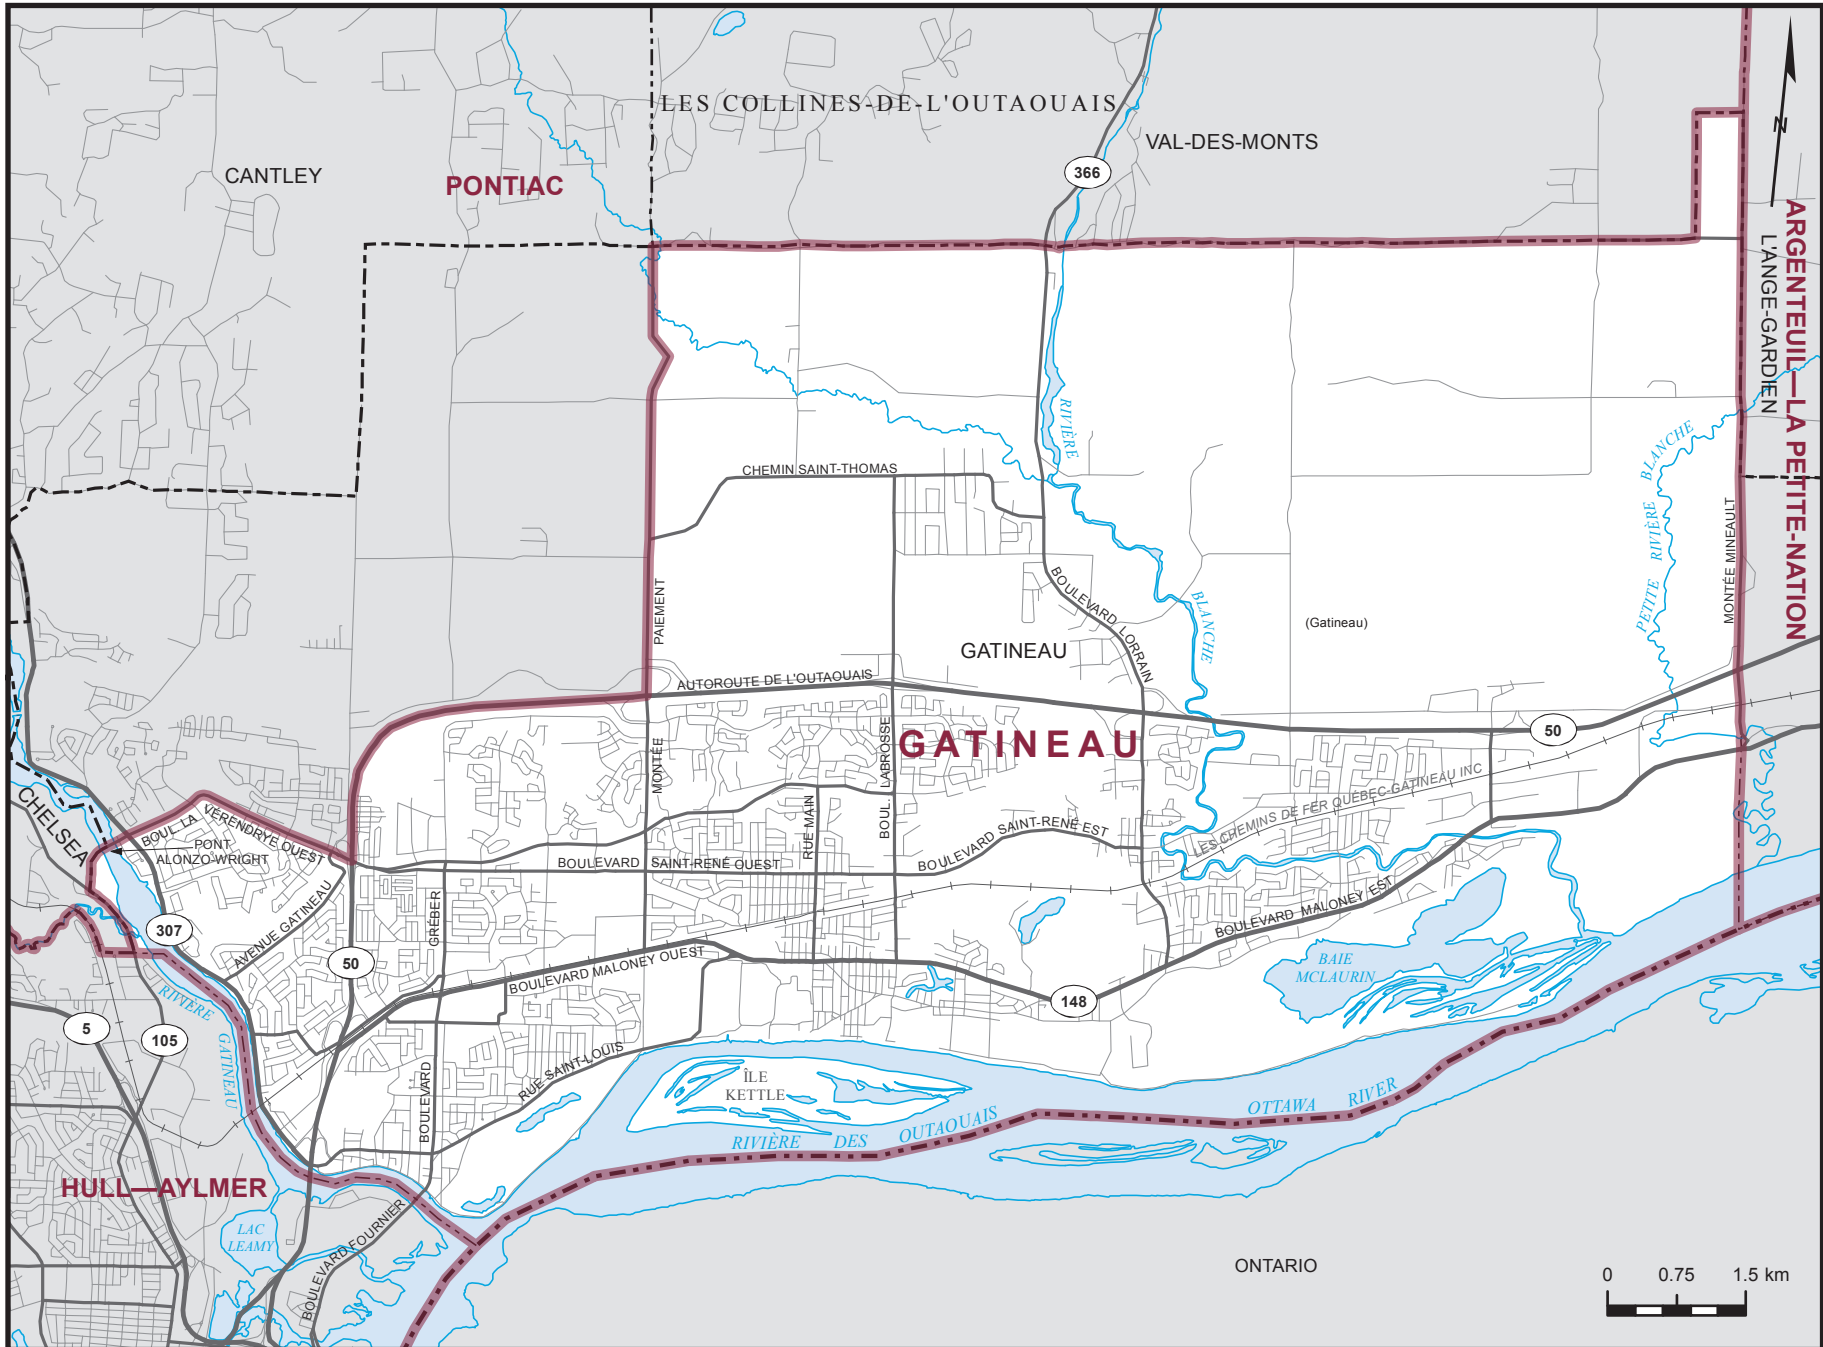 LES COLLINES-DE-L'OUTAOUAIS
VAL-DES-MONTS
366
CANTLEY
PONTIAC
N
ARGENTEUIL—LA PETITE-NATION
L'ANGE-GARDIEN
RIVIÈRE
BLANCHE
PETITE RIVIÈRE BLANCHE
CHEMIN SAINT-THOMAS
MONTÉE MINEAULT
BOULEVARD LORRAIN
(Gatineau)
GATINEAU
MONTÉE
PAIEMENT
AUTOROUTE DE L'OUTAOUAIS
GATINEAU
50
BOUL. LABROSSE
RUE MAIN
LES CHEMINS DE FER QUÉBEC-GATINEAU INC
CHELSEA
BOUL. LA VÉRENDRYE OUEST
PONT
ALONZO-WRIGHT
BOULEVARD SAINT-RENÉ OUEST
BOULEVARD SAINT-RENÉ EST
AVENUE GATINEAU
BOULEVARD
GRÉBER
307
50
BOULEVARD MALONEY OUEST
BOULEVARD MALONEY EST
BAIE
MCLAURIN
148
RIVIÈRE
GATINEAU
5
105
RUE SAINT-LOUIS
ÎLE
KETTLE
RIVIÈRE DES OUTAOUAIS
OTTAWA RIVER
HULL—AYLMER
LAC
LEAMY
BOULEVARD FOURNIER
ONTARIO
0 0.75 1.5 km